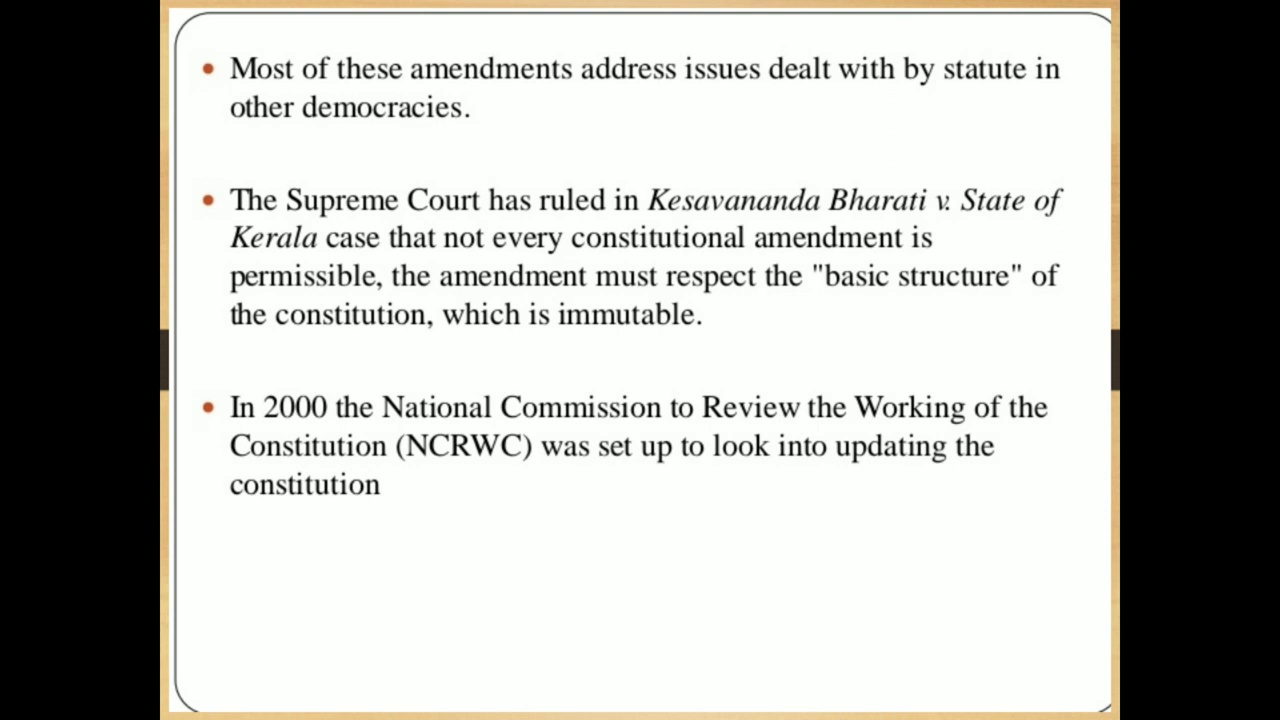 • Most of these amendments address issues dealt with by statute in
other democracies.
• The Supreme Court has ruled in Kesavananda Bharati v. State of
Kerala case that not every constitutional amendment is
permissible, the amendment must respect the "basic structure" of
the constitution, which is immutable.
• In 2000 the National Commission to Review the Working of the
Constitution (NCRWC) was set up to look into updating the
constitution